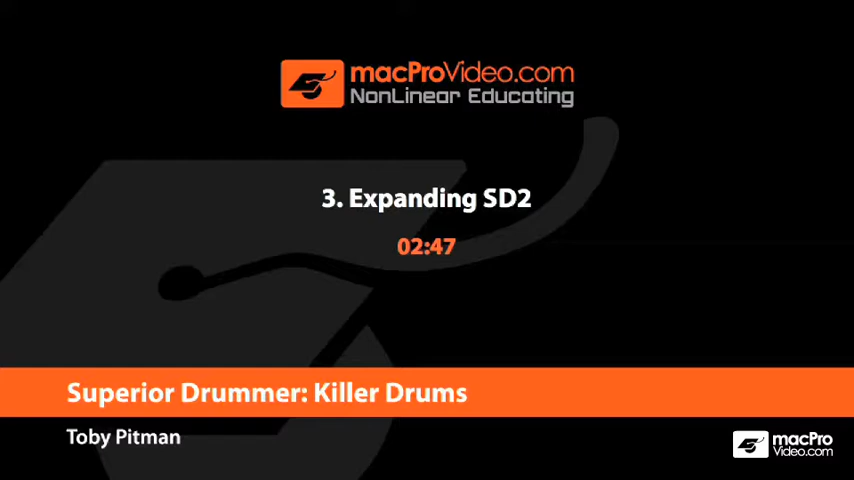 macProVideo.com
NonLinear Educating
3. Expanding SD2
02:47
Superior Drummer: Killer Drums
Toby Pitman
macPro
Video.com